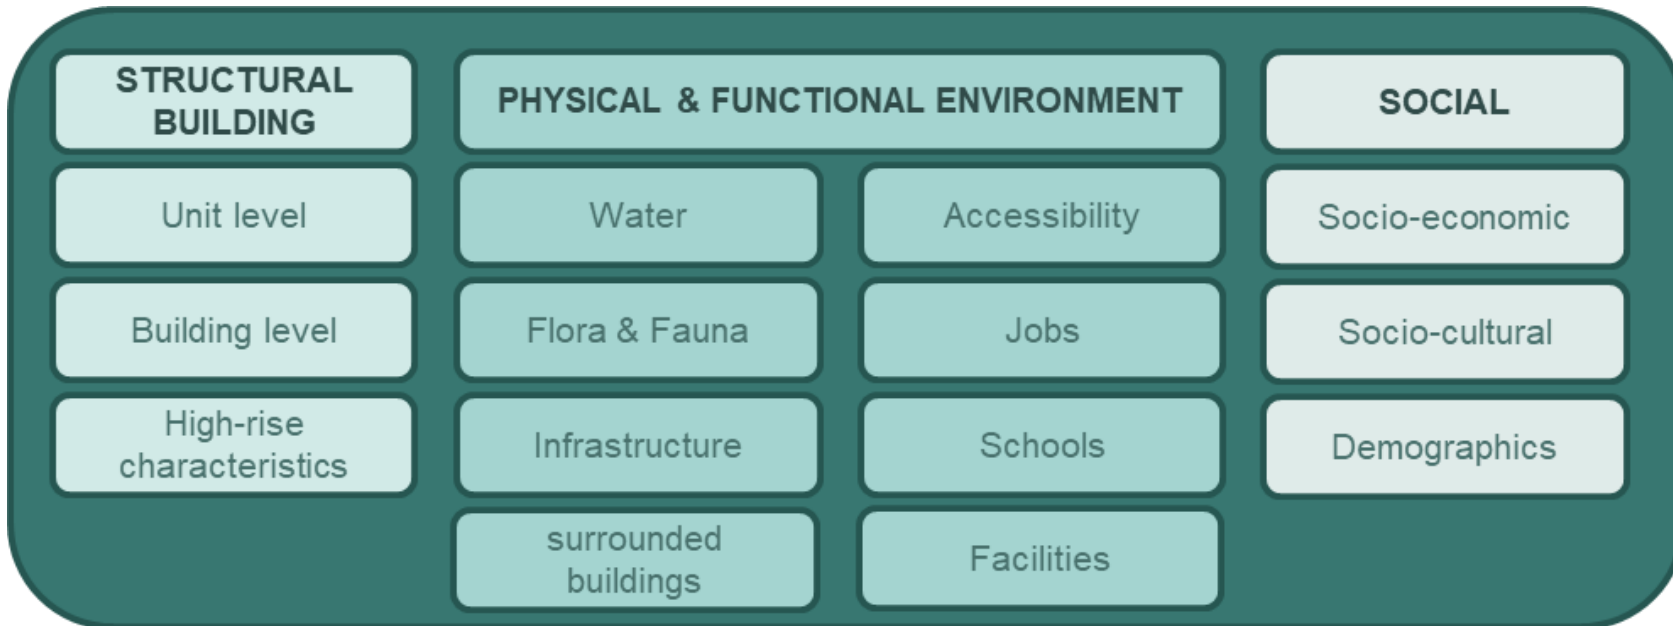 STRUCTURAL
BUILDING
Unit level
Building level
High-rise
characteristics
PHYSICAL & FUNCTIONAL ENVIRONMENT
Water
Flora & Fauna
Infrastructure
surrounded
buildings
Accessibility
Jobs
Schools
Facilities
SOCIAL
Socio-economic
Socio-cultural
Demographics